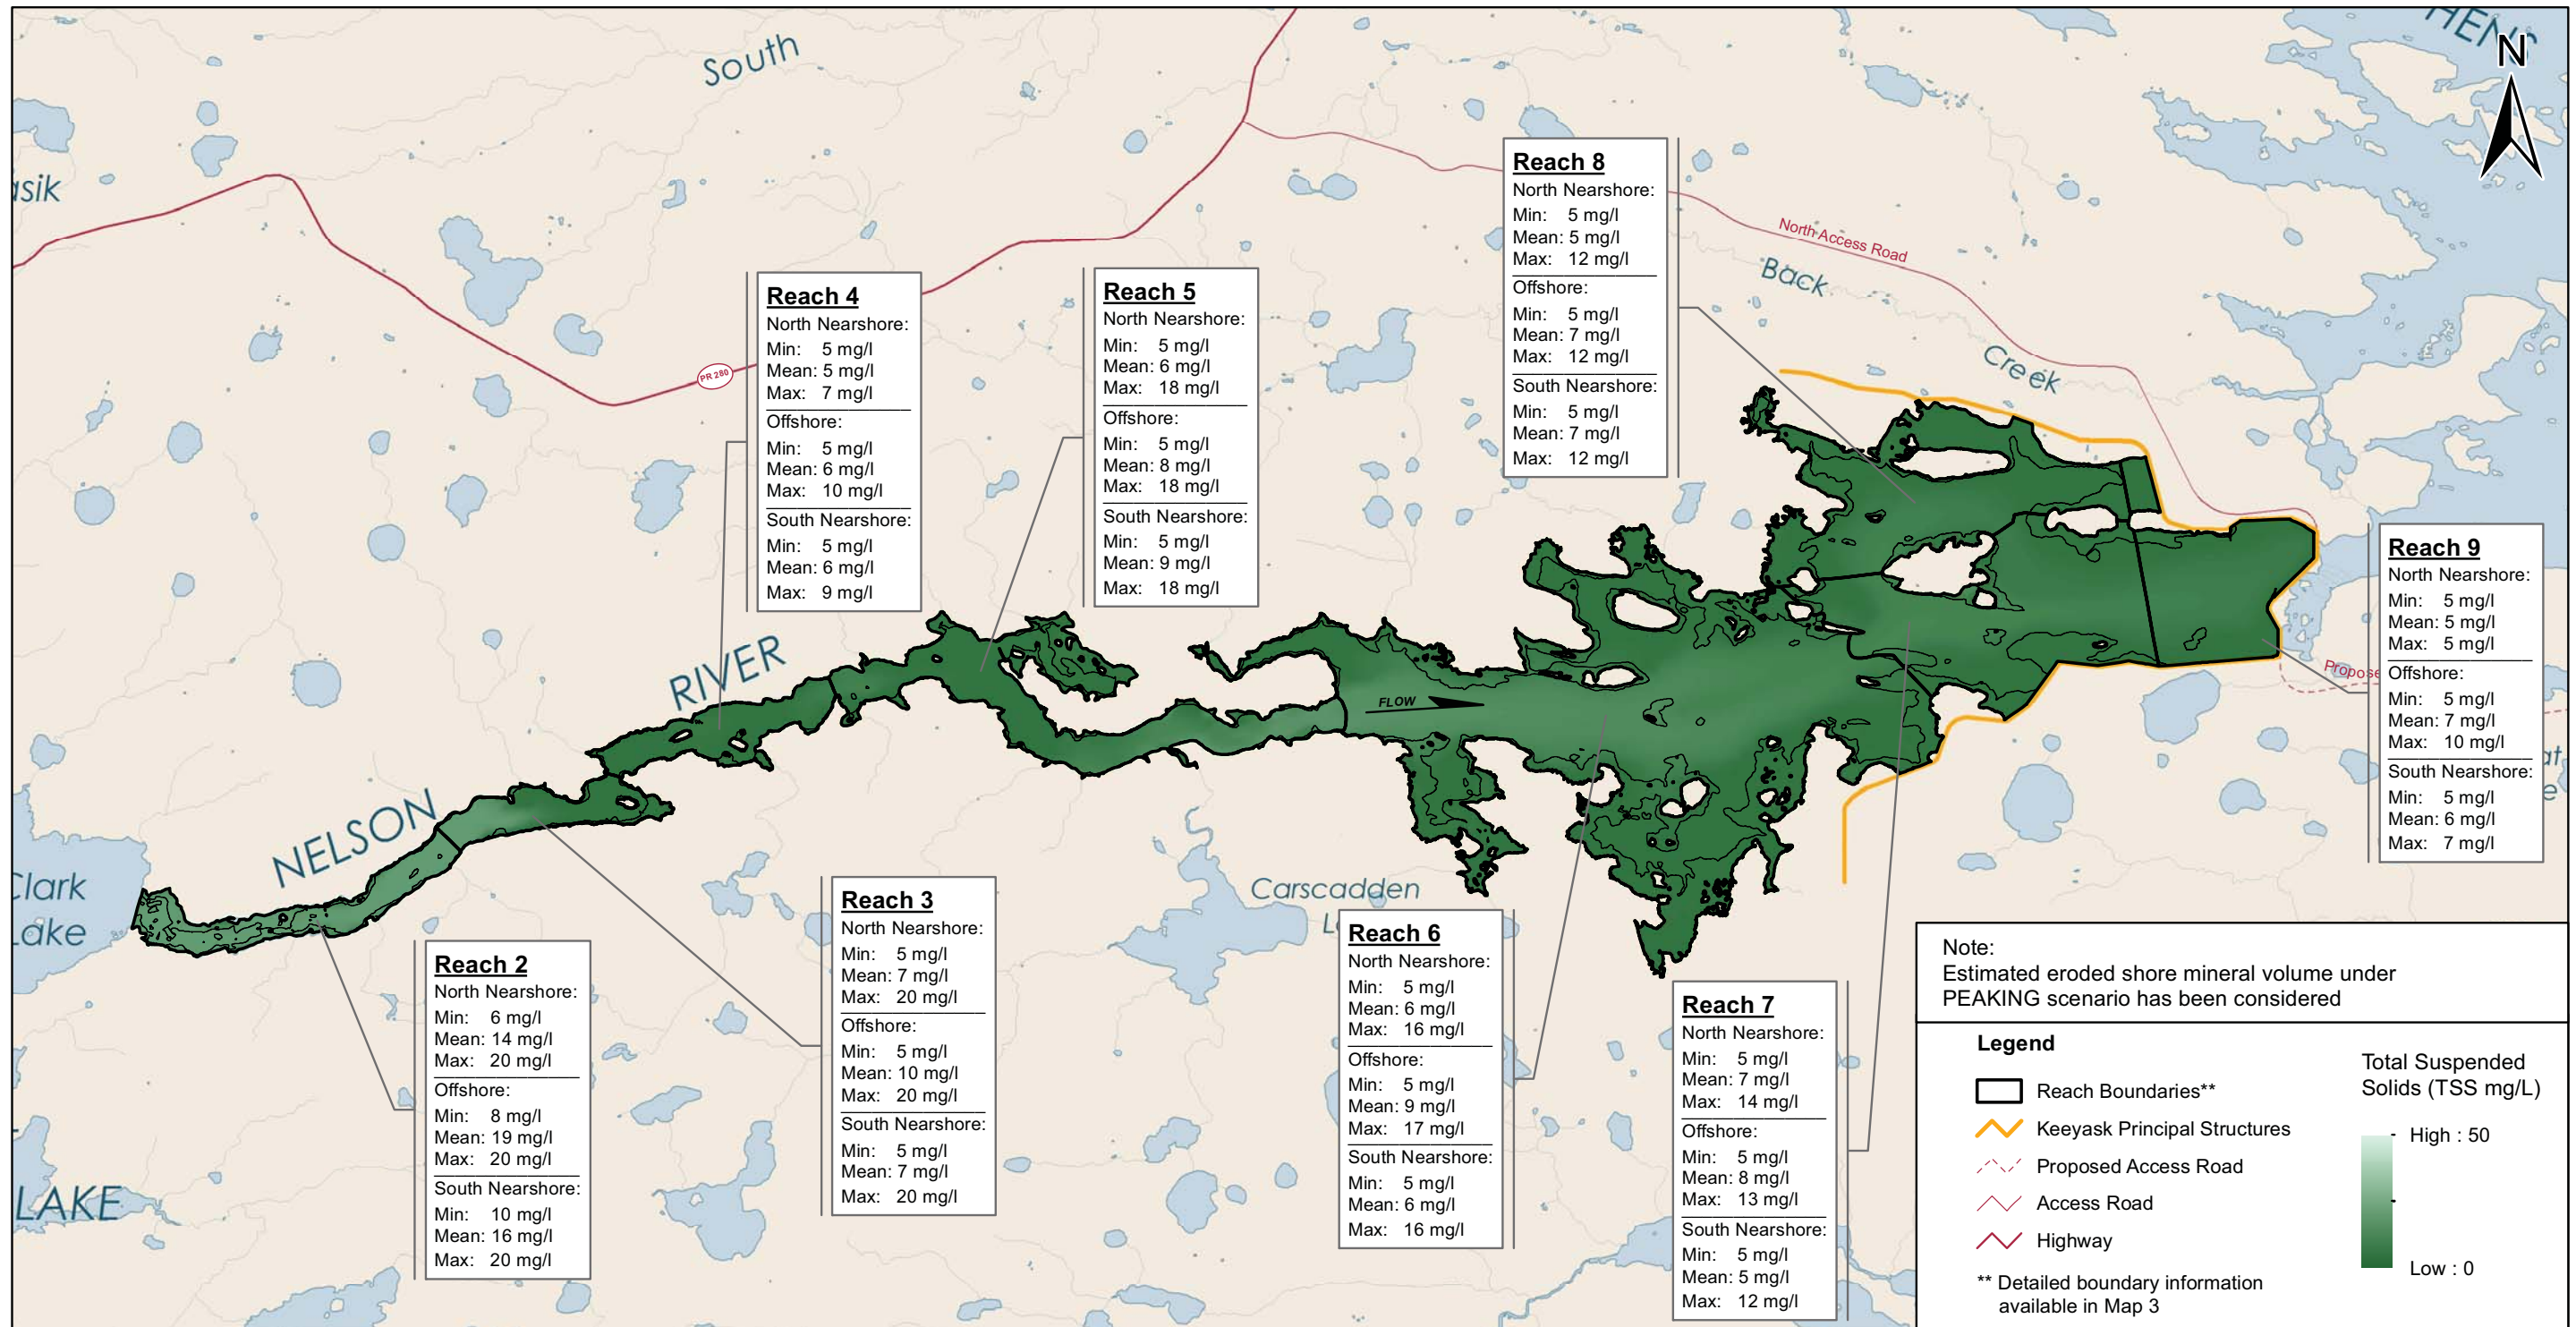 South
HENS
N
asik
North Access Road
Back
Creek
PR 280
RIVER
NELSON
Clark
Lake
LAKE
FLOW
Carscadden
L
Propose
at
e
Reach 8
North Nearshore:
Min: 5 mg/l
Mean: 5 mg/l
Max: 12 mg/l
Offshore:
Min: 5 mg/l
Mean: 7 mg/l
Max: 12 mg/l
South Nearshore:
Min: 5 mg/l
Mean: 7 mg/l
Max: 12 mg/l
Reach 4
North Nearshore:
Min: 5 mg/l
Mean: 5 mg/l
Max: 7 mg/l
Offshore:
Min: 5 mg/l
Mean: 6 mg/l
Max: 10 mg/l
South Nearshore:
Min: 5 mg/l
Mean: 6 mg/l
Max: 9 mg/l
Reach 5
North Nearshore:
Min: 5 mg/l
Mean: 6 mg/l
Max: 18 mg/l
Offshore:
Min: 5 mg/l
Mean: 8 mg/l
Max: 18 mg/l
South Nearshore:
Min: 5 mg/l
Mean: 9 mg/l
Max: 18 mg/l
Reach 9
North Nearshore:
Min: 5 mg/l
Mean: 5 mg/l
Max: 5 mg/l
Offshore:
Min: 5 mg/l
Mean: 7 mg/l
Max: 10 mg/l
South Nearshore:
Min: 5 mg/l
Mean: 6 mg/l
Max: 7 mg/l
Reach 2
North Nearshore:
Min: 6 mg/l
Mean: 14 mg/l
Max: 20 mg/l
Offshore:
Min: 8 mg/l
Mean: 19 mg/l
Max: 20 mg/l
South Nearshore:
Min: 10 mg/l
Mean: 16 mg/l
Max: 20 mg/l
Reach 3
North Nearshore:
Min: 5 mg/l
Mean: 7 mg/l
Max: 20 mg/l
Offshore:
Min: 5 mg/l
Mean: 10 mg/l
Max: 20 mg/l
South Nearshore:
Min: 5 mg/l
Mean: 7 mg/l
Max: 20 mg/l
Reach 6
North Nearshore:
Min: 5 mg/l
Mean: 6 mg/l
Max: 16 mg/l
Offshore:
Min: 5 mg/l
Mean: 9 mg/l
Max: 17 mg/l
South Nearshore:
Min: 5 mg/l
Mean: 6 mg/l
Max: 16 mg/l
Reach 7
North Nearshore:
Min: 5 mg/l
Mean: 7 mg/l
Max: 14 mg/l
Offshore:
Min: 5 mg/l
Mean: 8 mg/l
Max: 13 mg/l
South Nearshore:
Min: 5 mg/l
Mean: 5 mg/l
Max: 12 mg/l
Note:
Estimated eroded shore mineral volume under
PEAKING scenario has been considered
Legend
Reach Boundaries**
Keeyask Principal Structures
Proposed Access Road
Access Road
Highway
** Detailed boundary information
available in Map 3
Total Suspended
Solids (TSS mg/L)
High : 50
Low : 0